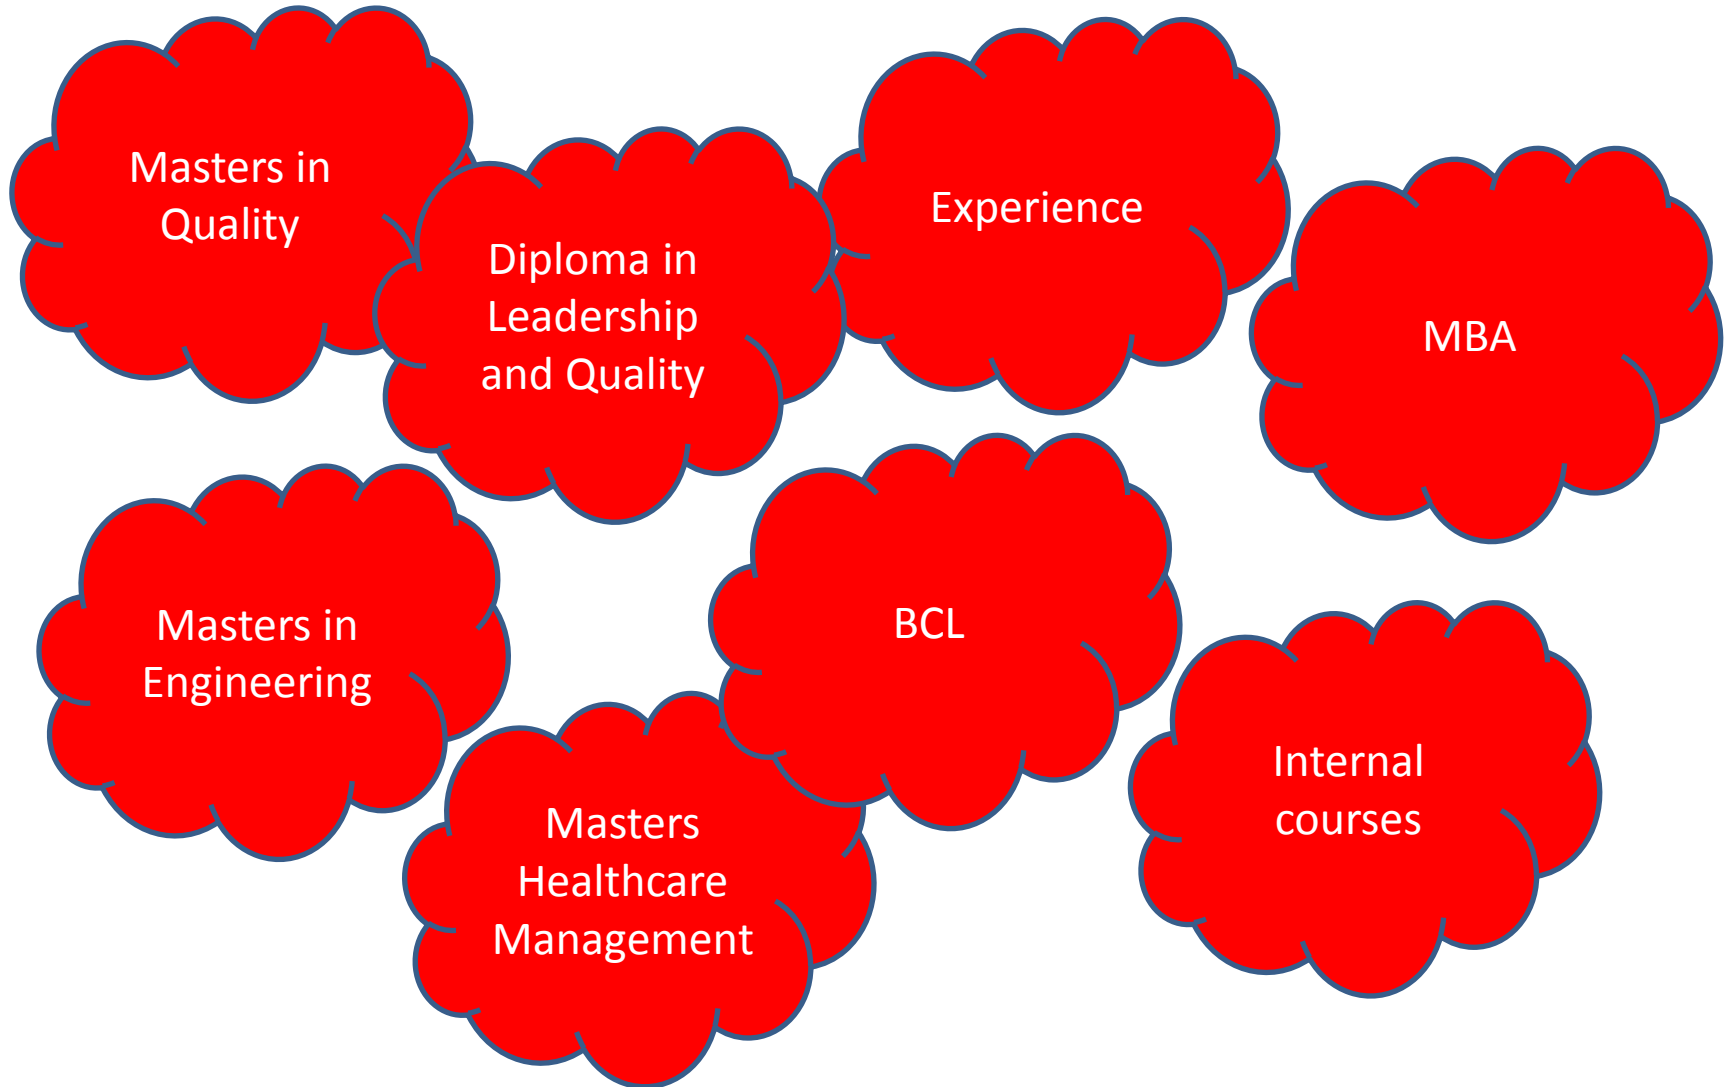 Masters in
Quality
Diploma in
Leadership
and Quality
Experience
MBA
Masters in
Engineering
BCL
Masters
Healthcare
Management
Internal
courses